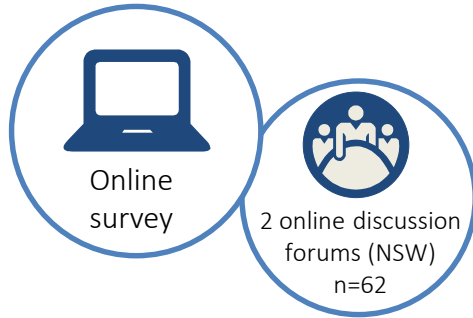 Online
survey
2 online discussion
forums (NSW)
n=62